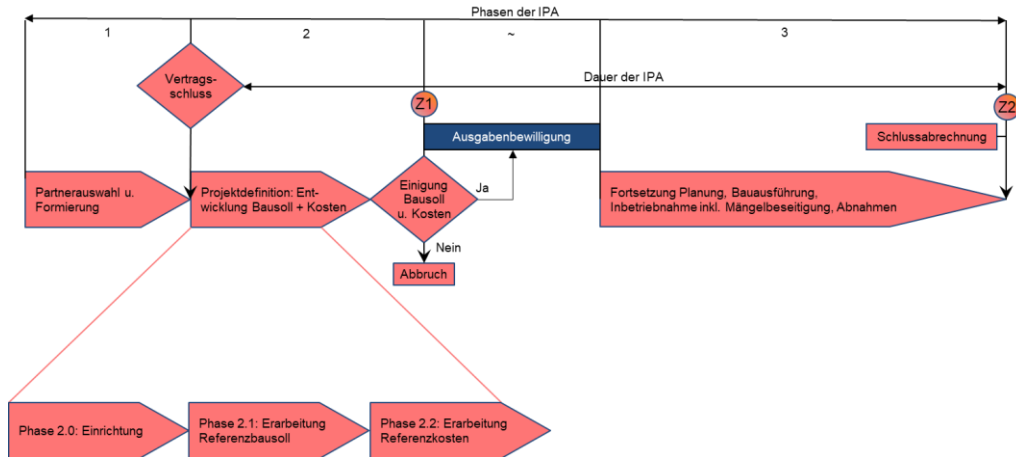 Phasen der IPA
1
2
~
3
Vertrags-
schluss
Dauer der IPA
Z1
Z2
Ausgabenbewilligung
Schlussabrechnung
Partnerauswahl u.
Formierung
Projektdefinition: Ent-
wicklung Bausoll + Kosten
Einigung
Bausoll
u. Kosten
Ja
Fortsetzung Planung, Bauausführung,
Inbetriebnahme inkl. Mängelbeseitigung, Abnahmen
Nein
Abbruch
Phase 2.0: Einrichtung
Phase 2.1: Erarbeitung
Referenzbausoll
Phase 2.2: Erarbeitung
Referenzkosten